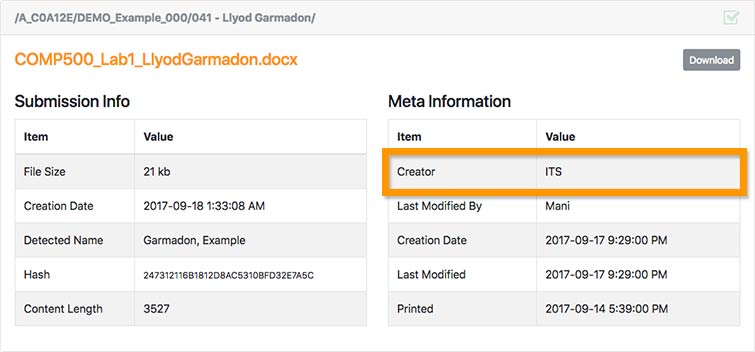 /A_C0A12E/DEMO_Example_000/041 - Llyod Garmadon/
COMP500_Lab1_LlyodGarmadon.docx
Download
Submission Info
Item Value
File Size 21 kb
Creation Date 2017-09-18 1:33:08 AM
Detected Name Garmadon, Example
Hash 247312116B1812D8AC5310BFD32E7A5C
Content Length 3527
Meta Information
Item Value
Creator ITS
Last Modified By Mani
Creation Date 2017-09-17 9:29:00 PM
Last Modified 2017-09-17 9:29:00 PM
Printed 2017-09-14 5:39:00 PM